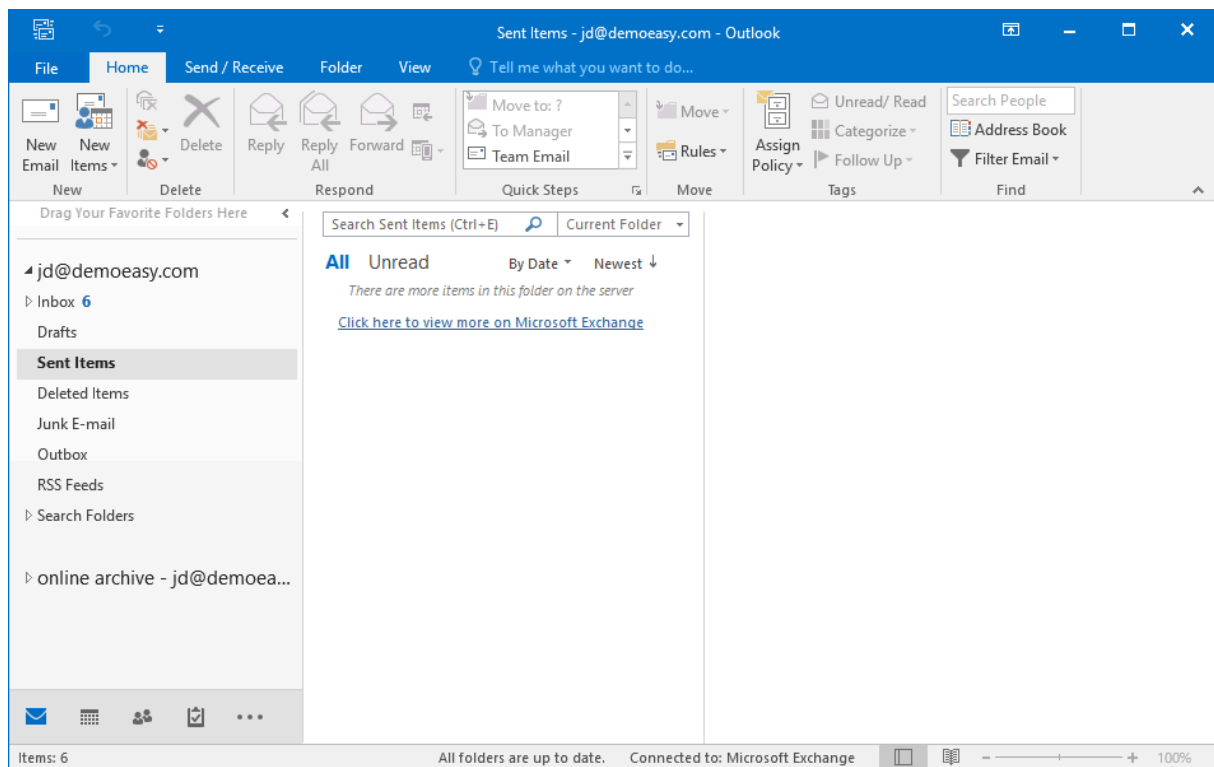 Sent Items - jd@demoeasy.com - Outlook
File Home Send / Receive Folder View Tell me what you want to do...
New Email
New Items
Delete
Reply
Reply All
Forward
Move to: ?
To Manager
Team Email
Move
Rules
Assign Policy
Unread/ Read
Categorize
Follow Up
Search People
Address Book
Filter Email
New Delete Respond Quick Steps Move Tags Find
Drag Your Favorite Folders Here
jd@demoeasy.com
Inbox 6
Drafts
Sent Items
Deleted Items
Junk E-mail
Outbox
RSS Feeds
Search Folders
online archive - jd@demoea...
Search Sent Items (Ctrl+E) Current Folder
All Unread By Date Newest
There are more items in this folder on the server
Click here to view more on Microsoft Exchange
Items: 6 All folders are up to date. Connected to: Microsoft Exchange 100%